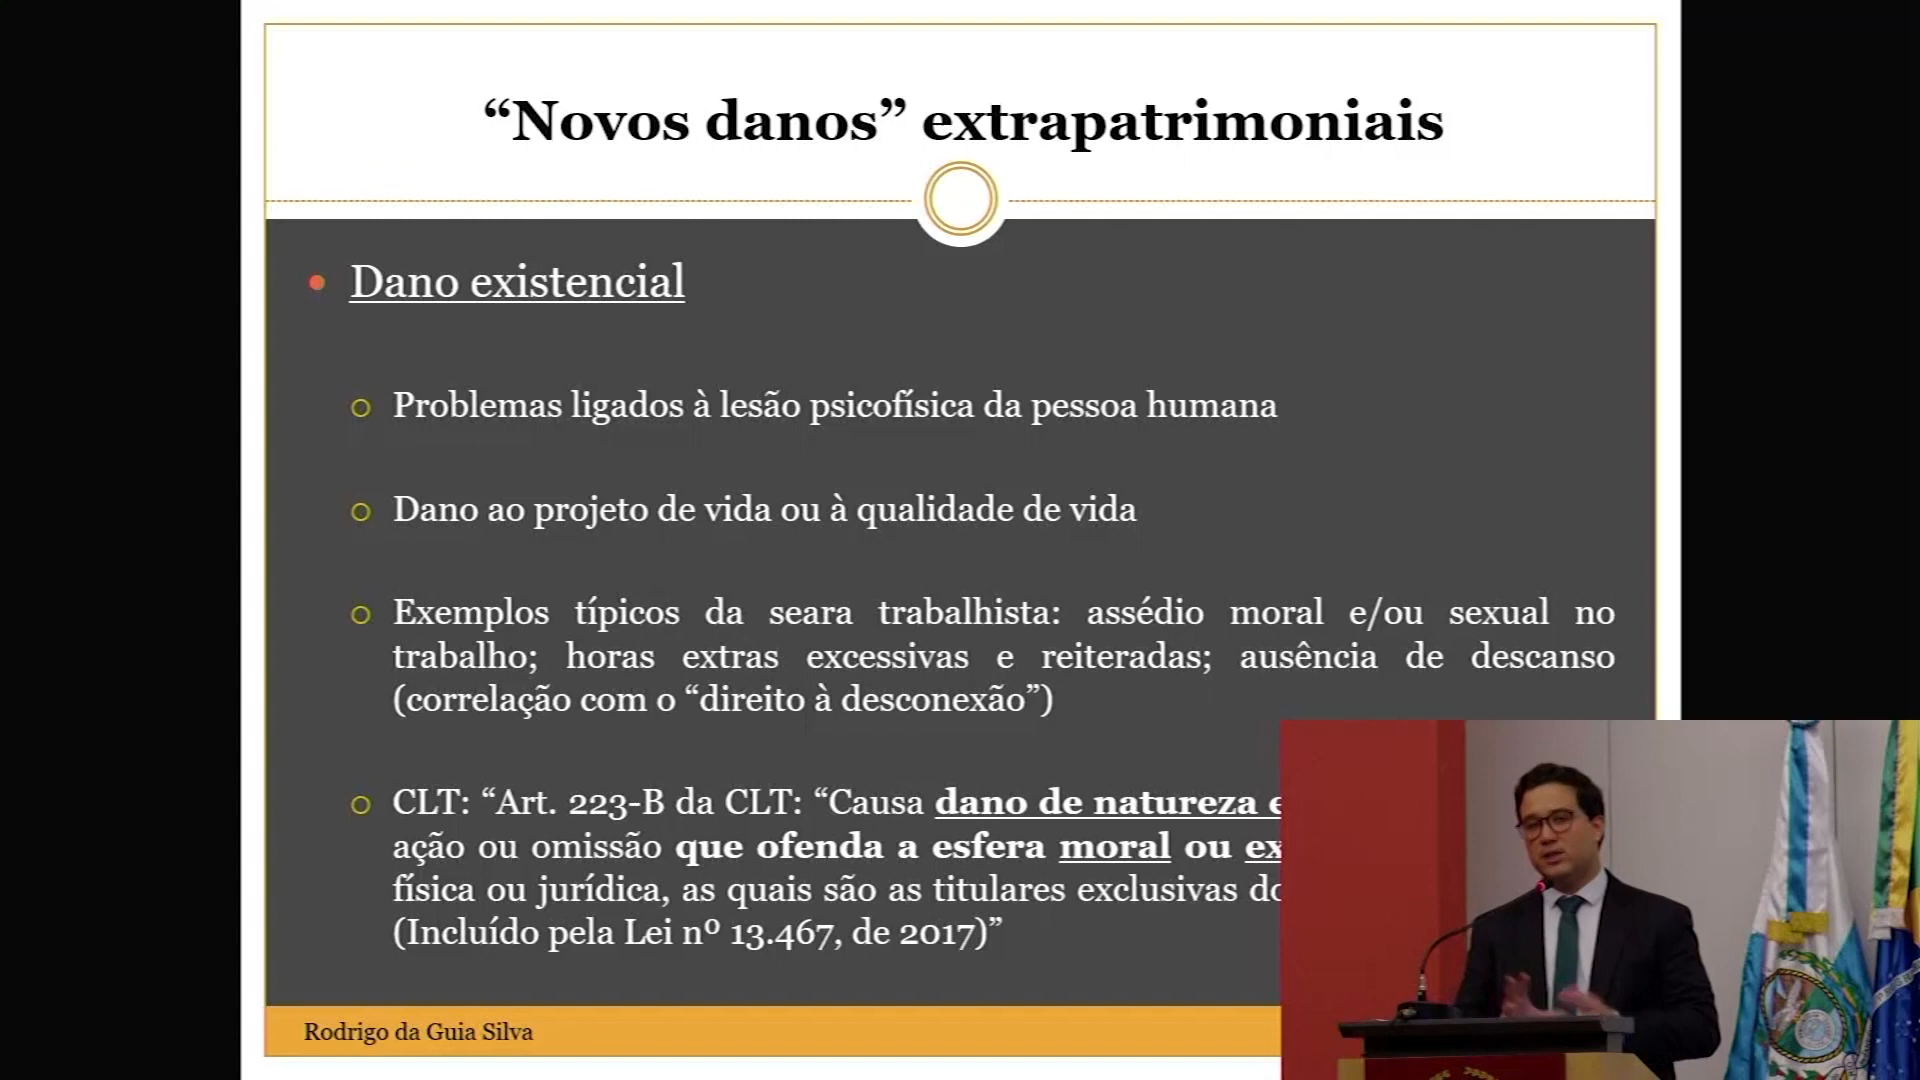 “Novos danos” extrapatrimoniais
Dano existencial
Problemas ligados à lesão psicofísica da pessoa humana
Dano ao projeto de vida ou à qualidade de vida
Exemplos típicos da seara trabalhista: assédio moral e/ou sexual no
trabalho; horas extras excessivas e reiteradas; ausência de descanso
(correlação com o “direito à desconexão”)
CLT: “Art. 223-B da CLT: “Causa dano de natureza
ação ou omissão que ofenda a esfera moral ou
física ou jurídica, as quais são as titulares exclusivas
(Incluído pela Lei nº 13.467, de 2017)”
Rodrigo da Guia Silva